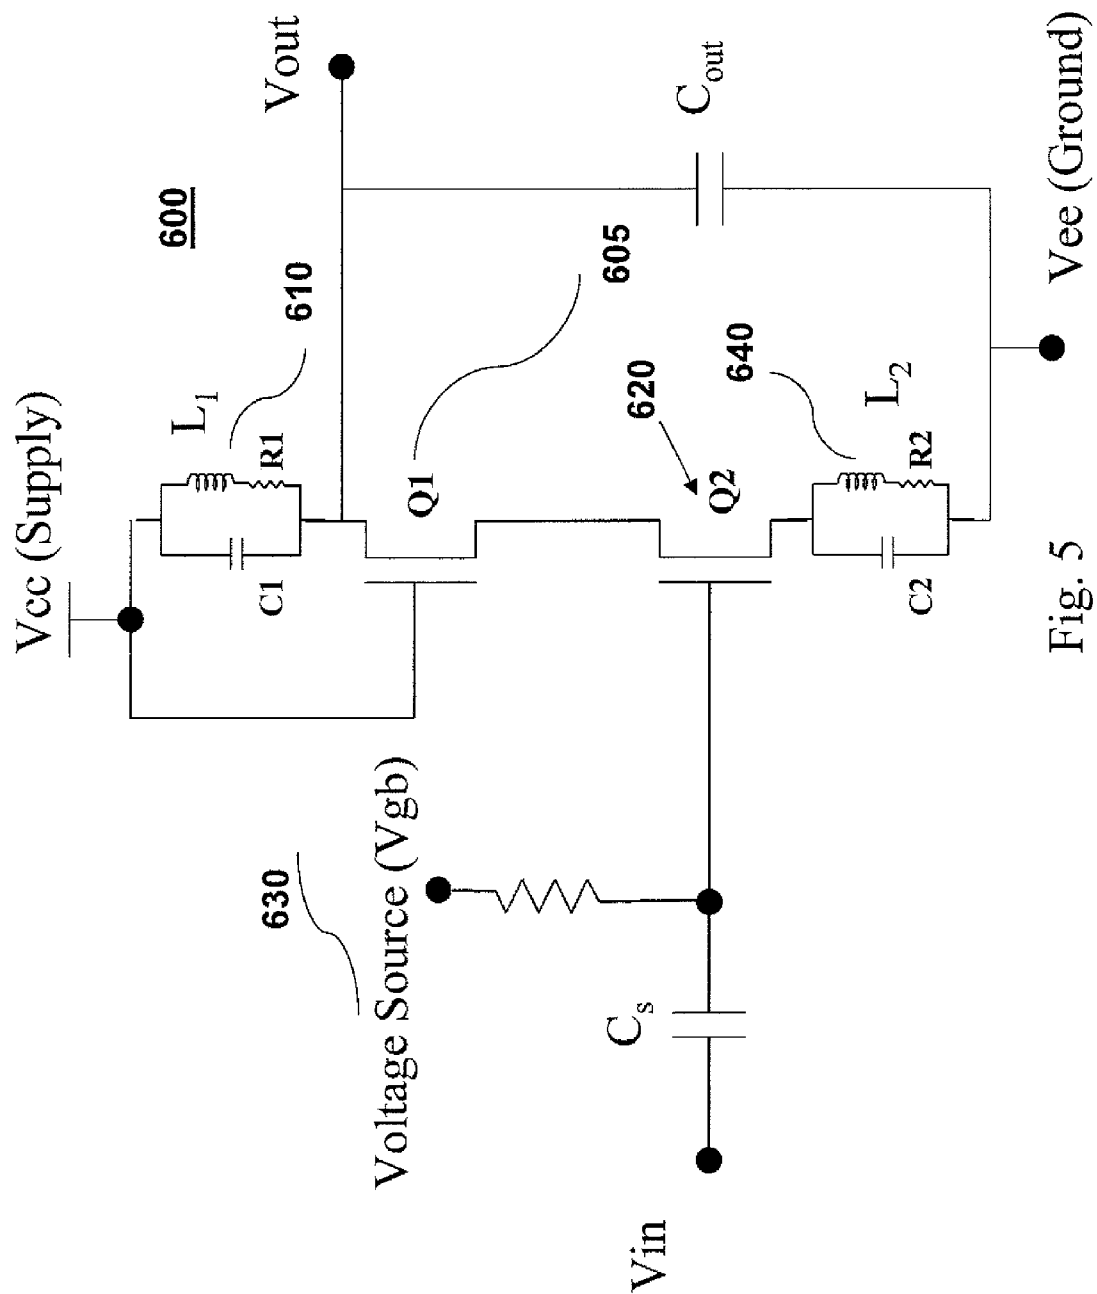 Vcc (Supply)
Vout
600
610
L1
R1
C1
Q1
605
Cout
Voltage Source (Vgb)
630
620
Q2
640
L2
R2
C2
Cs
Vin
Vee (Ground)
Fig. 5